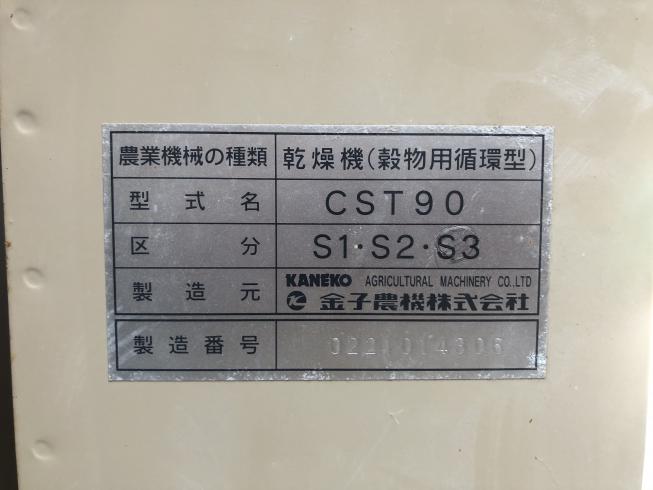 農業機械の種類 乾燥機(穀物用循環型)
型式名 CST90
区分 S1・S2・S3
製造元 KANEKO AGRICULTURAL MACHINERY CO.,LTD
金子農機株式会社
製造番号 0221014306